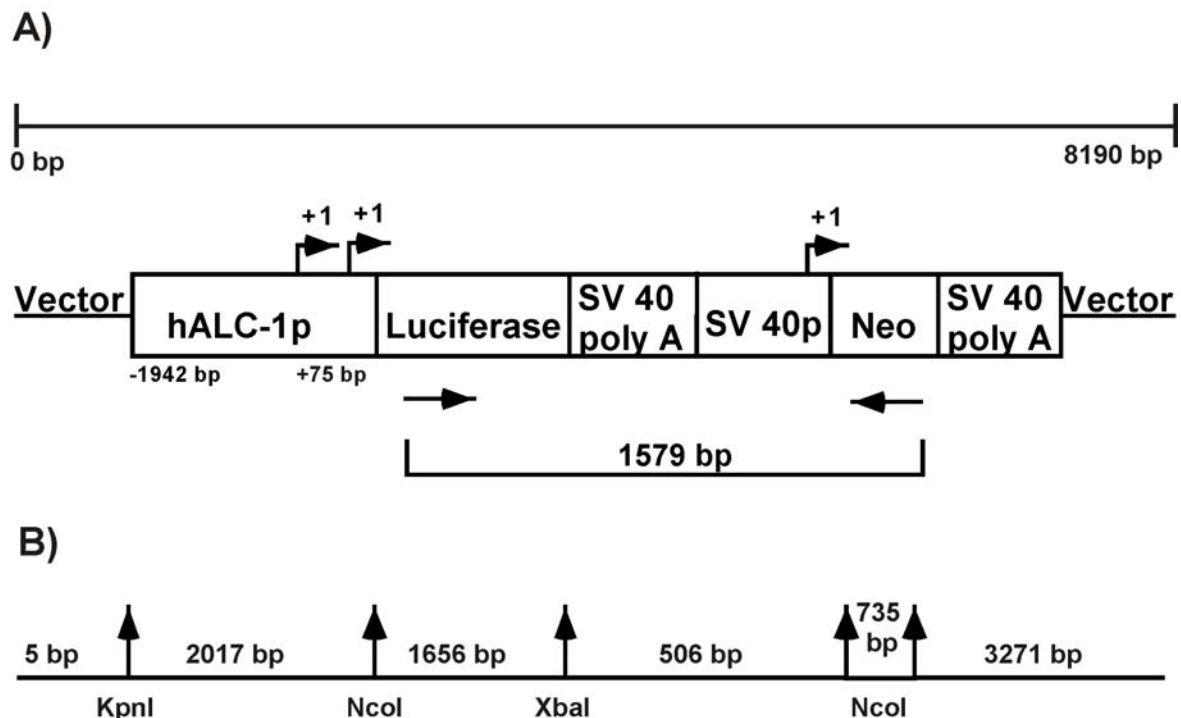 A)
0 bp
8190 bp
+1 +1 +1
Vector hALC-1p Luciferase SV 40 poly A SV 40p Neo SV 40 poly A Vector
-1942 bp +75 bp
1579 bp
B)
5 bp 2017 bp 1656 bp 506 bp 735 bp 3271 bp
KpnI NcoI XbaI NcoI